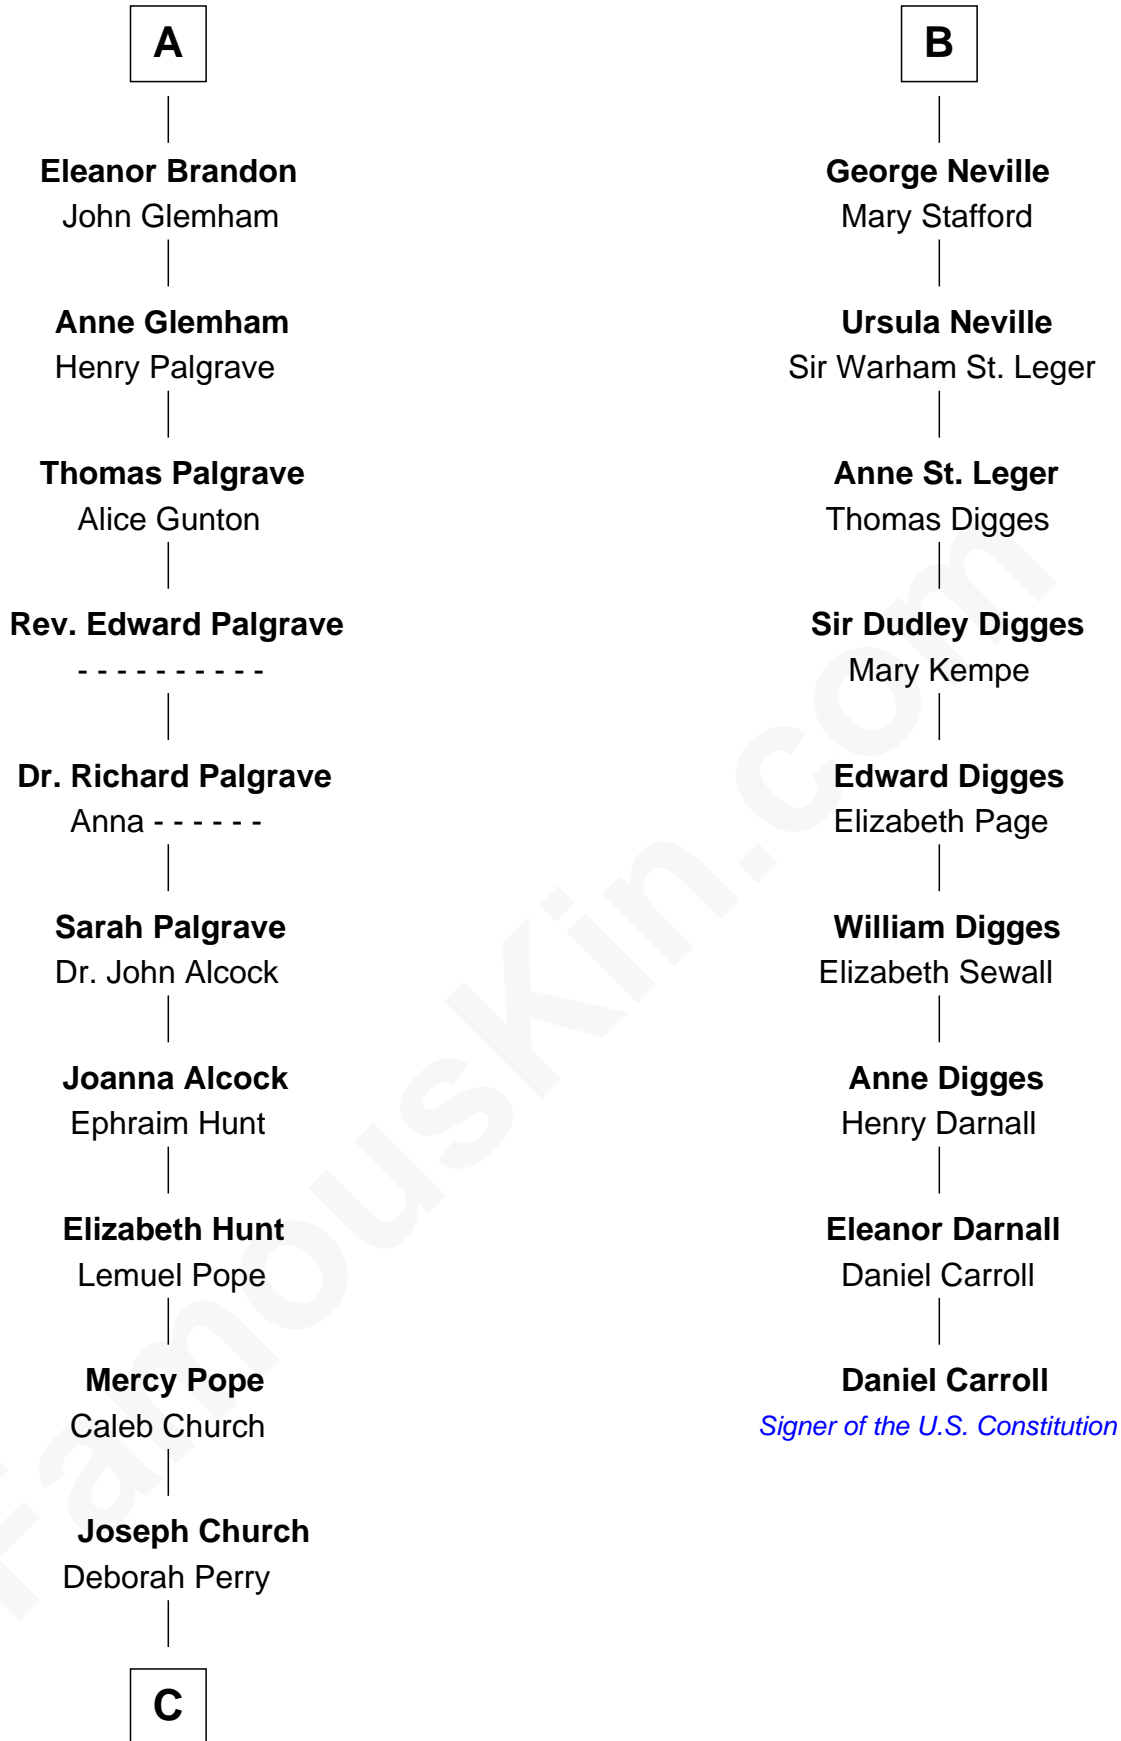 A
Eleanor Brandon
John Glemham
Anne Glemham
Henry Palgrave
Thomas Palgrave
Alice Gunton
Rev. Edward Palgrave
- - - - - - - - - -
Dr. Richard Palgrave
Anna - - - - - -
Sarah Palgrave
Dr. John Alcock
Joanna Alcock
Ephraim Hunt
Elizabeth Hunt
Lemuel Pope
Mercy Pope
Caleb Church
Joseph Church
Deborah Perry
C
B
George Neville
Mary Stafford
Ursula Neville
Sir Warham St. Leger
Anne St. Leger
Thomas Digges
Sir Dudley Digges
Mary Kempe
Edward Digges
Elizabeth Page
William Digges
Elizabeth Sewall
Anne Digges
Henry Darnall
Eleanor Darnall
Daniel Carroll
Daniel Carroll
Signer of the U.S. Constitution
FamousKin.com